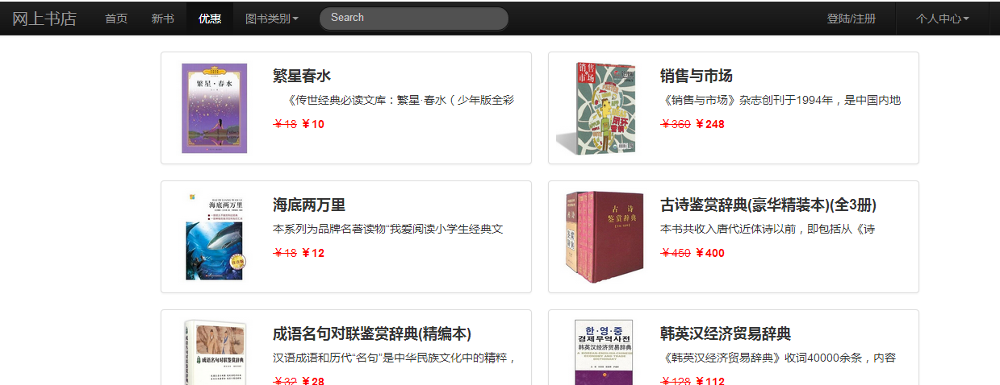 网上书店 首页 新书 优惠 图书类别 Search 登陆/注册 个人中心
繁星·春水
繁星春水
《传世经典必读文库：繁星·春水（少年版全彩
￥18 ￥10
销售与市场
销售与市场
《销售与市场》杂志创刊于1994年，是中国内地
￥360 ￥248
海底两万里
海底两万里
本系列为品牌名著读物“我爱阅读小学生经典文
￥18 ￥12
古诗
鉴赏辞典
古诗鉴赏辞典(豪华精装本)(全3册)
本书共收入唐代近体诗以前，即包括从《诗
￥450 ￥400
成语名句对联鉴赏辞典
成语名句对联鉴赏辞典(精编本)
汉语成语和历代“名句”是中华民族文化中的精粹，
￥32 ￥28
한·영·중
경제무역사전
韩英汉经济贸易辞典
韩英汉经济贸易辞典
《韩英汉经济贸易辞典》收词40000余条，内容
￥128 ￥112